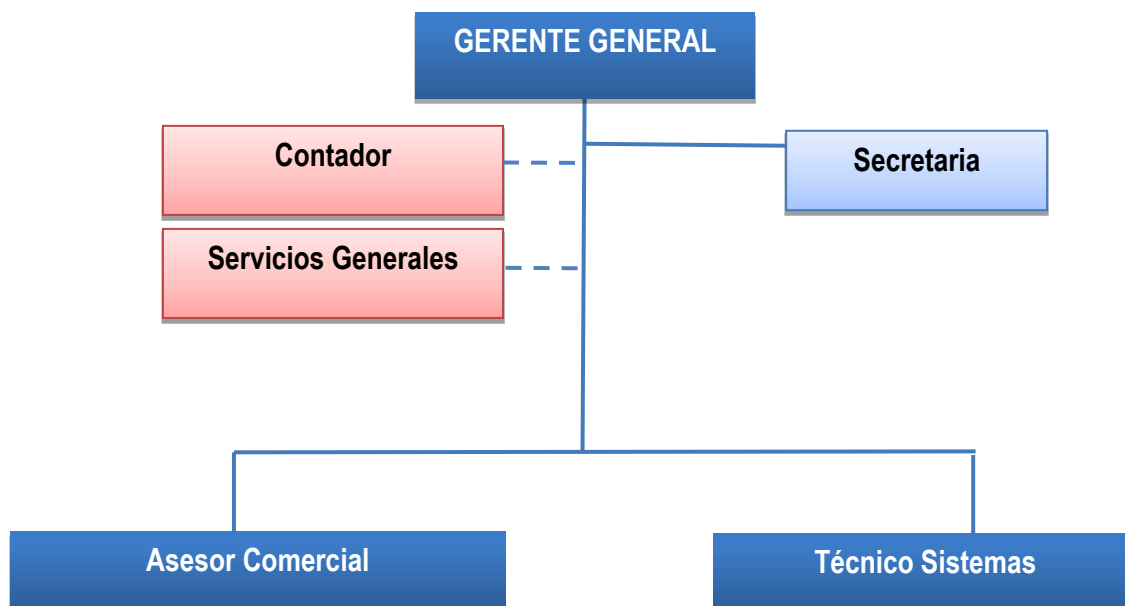 GERENTE GENERAL
Contador
Secretaria
Servicios Generales
Asesor Comercial
Técnico Sistemas